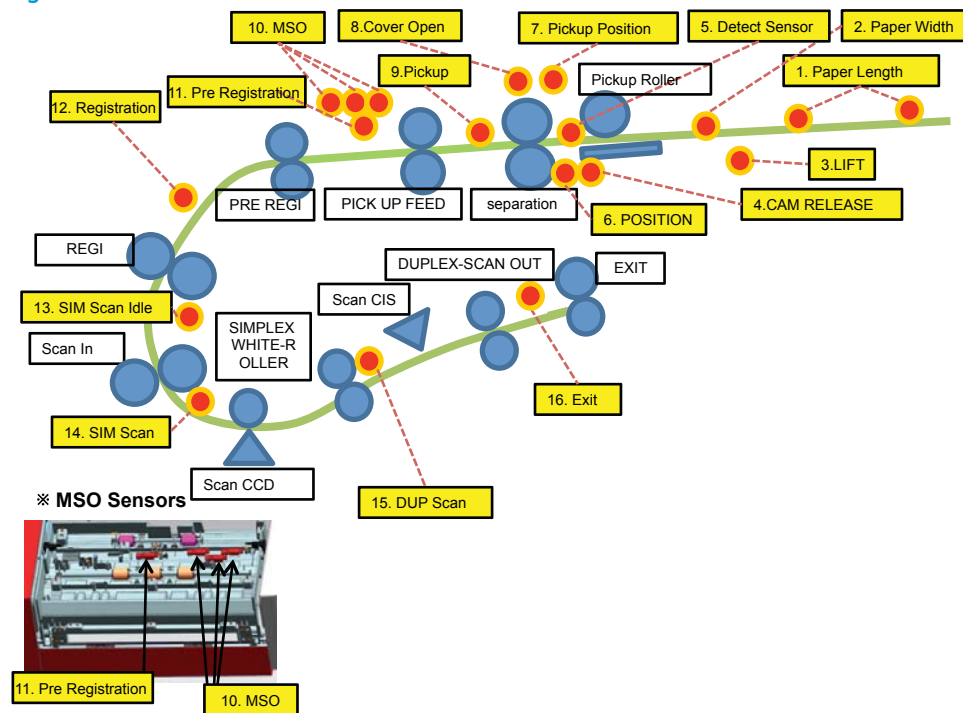 10. MSO
8.Cover Open
7. Pickup Position
5. Detect Sensor
2. Paper Width
9.Pickup
Pickup Roller
1. Paper Length
11. Pre Registration
12. Registration
3.LIFT
PRE REGI
PICK UP FEED
separation
4.CAM RELEASE
6. POSITION
REGI
DUPLEX-SCAN OUT
EXIT
Scan CIS
13. SIM Scan Idle
SIMPLEX
WHITE-R
OLLER
Scan In
16. Exit
14. SIM Scan
Scan CCD
15. DUP Scan
※ MSO Sensors
11. Pre Registration
10. MSO